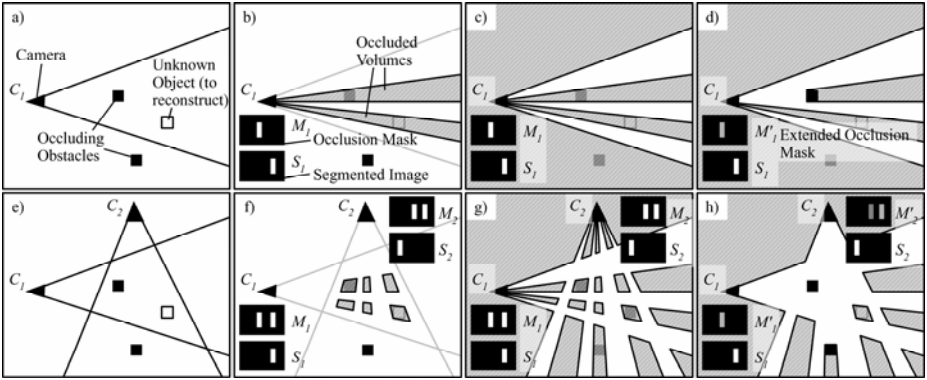 a)
Camera
Unknown
Object (to
reconstruct)
C1
Occluding
Obstacles
b)
Occluded
Volumes
C1
M1
Occlusion Mask
S1
Segmented Image
c)
C1
M1
S1
d)
C1
M'1
Extended Occlusion
Mask
S1
e)
C2
C1
f)
C2
M2
S2
C1
M1
S1
g)
C2
M2
S2
C1
M1
S1
h)
C2
M'2
S2
C1
M'1
S1